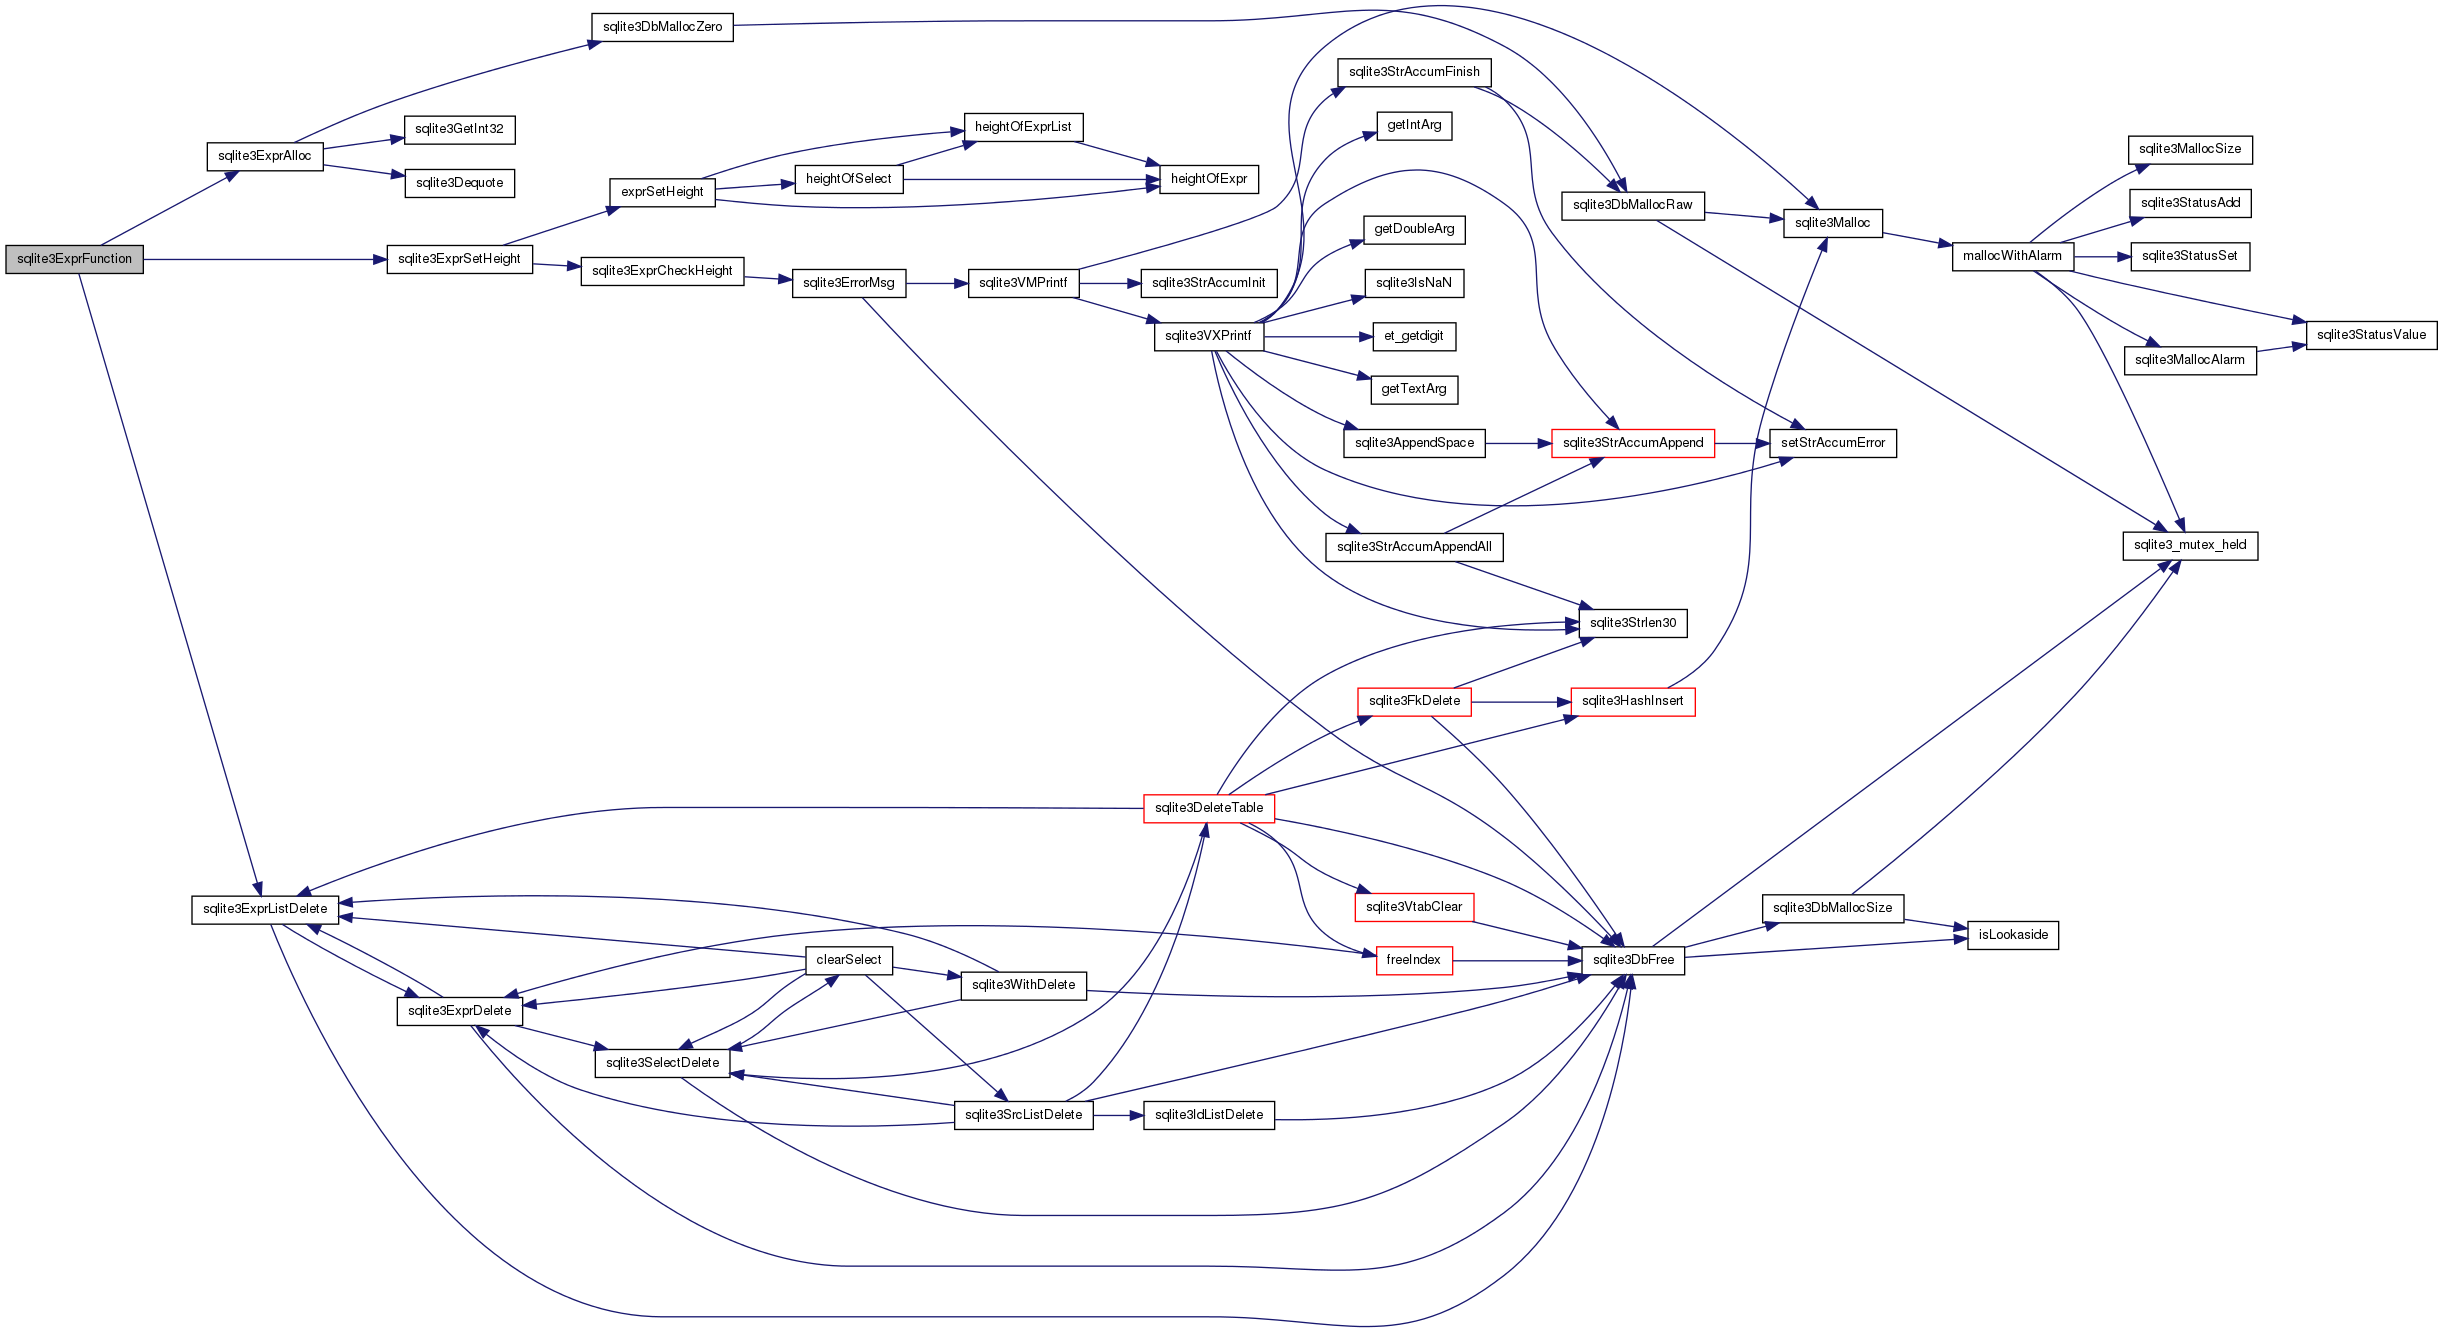 sqlite3ExprFunction
sqlite3ExprAlloc
sqlite3ExprListDelete
sqlite3DbMallocZero
sqlite3GetInt32
sqlite3Dequote
sqlite3ExprSetHeight
exprSetHeight
sqlite3ExprCheckHeight
sqlite3ExprDelete
sqlite3SelectDelete
heightOfExprList
heightOfSelect
heightOfExpr
sqlite3ErrorMsg
sqlite3VMPrintf
clearSelect
sqlite3WithDelete
sqlite3SrcListDelete
sqlite3StrAccumInit
sqlite3VXPrintf
sqlite3DeleteTable
sqlite3IdListDelete
sqlite3StrAccumFinish
getIntArg
getDoubleArg
sqlite3IsNaN
et_getdigit
getTextArg
sqlite3AppendSpace
sqlite3StrAccumAppendAll
sqlite3FkDelete
sqlite3VtabClear
freeIndex
sqlite3DbMallocRaw
sqlite3StrAccumAppend
sqlite3Strlen30
sqlite3HashInsert
sqlite3DbFree
sqlite3Malloc
setStrAccumError
sqlite3DbMallocSize
mallocWithAlarm
isLookaside
sqlite3MallocSize
sqlite3StatusAdd
sqlite3StatusSet
sqlite3MallocAlarm
sqlite3StatusValue
sqlite3_mutex_held